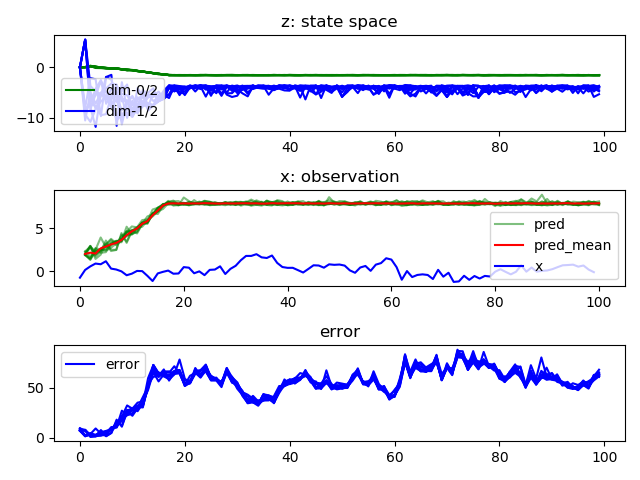 z: state space
0
−10
dim-0/2
dim-1/2
0 20 40 60 80 100
x: observation
5
0
pred
pred_mean
x
0 20 40 60 80 100
error
50
0
error
0 20 40 60 80 100